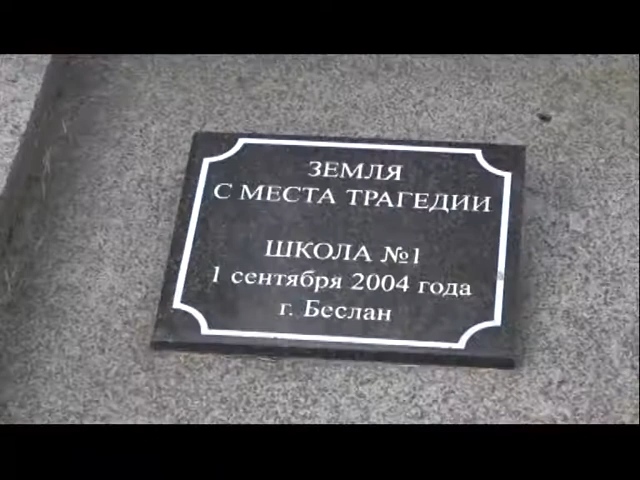 ЗЕМЛЯ
С МЕСТА ТРАГЕДИИ
ШКОЛА №1
1 сентября 2004 года
г. Беслан